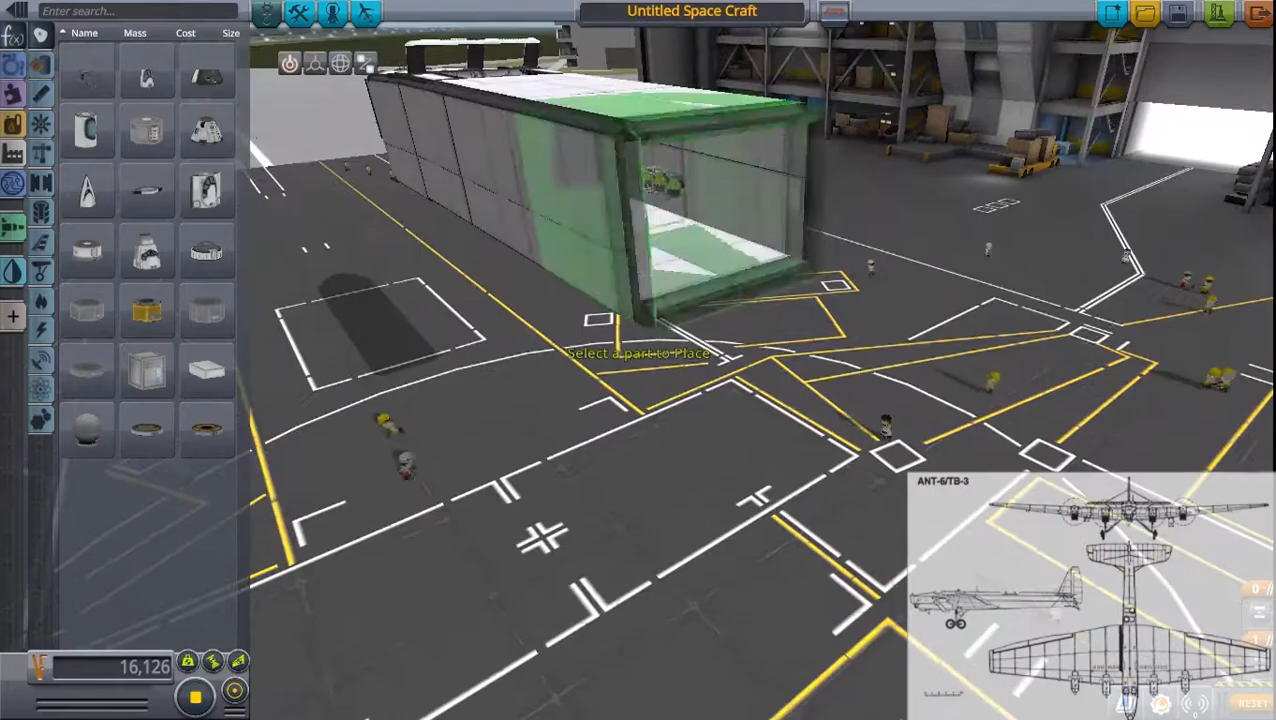 Enter search...
Untitled Space Craft
Name Mass Cost Size
f(x)
Select a part to Place
+
ANT-6/TB-3
16,126
RESET